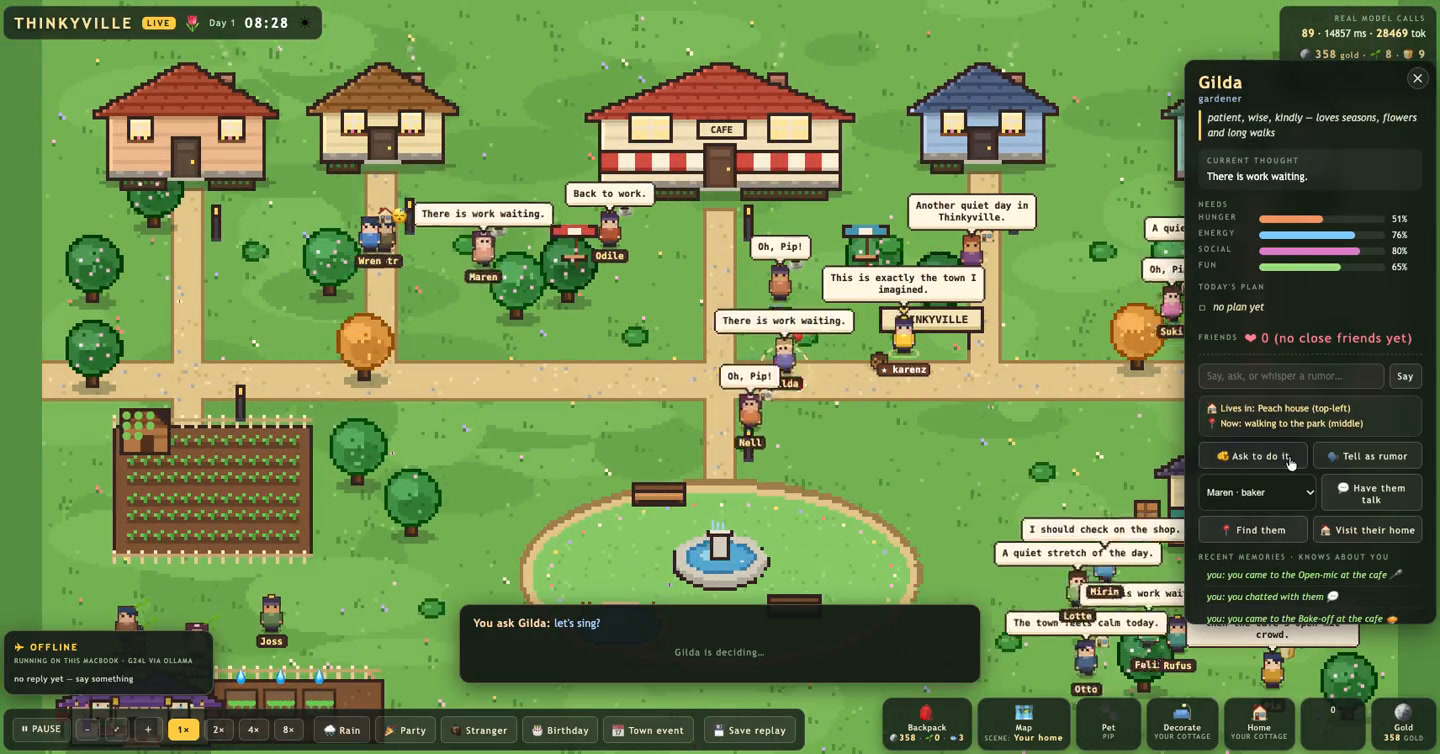 THINKYVILLE LIVE Day 1 08:28
REAL MODEL CALLS
89 · 14857 ms · 28469 tok
358 gold · 8 · 9
Gilda
gardener
patient, wise, kindly — loves seasons, flowers
and long walks
CURRENT THOUGHT
There is work waiting.
NEEDS
HUNGER 51%
ENERGY 76%
SOCIAL 80%
FUN 65%
TODAY'S PLAN
no plan yet
FRIENDS 0 (no close friends yet)
Say, ask, or whisper a rumor… Say
Lives in: Peach house (top-left)
Now: walking to the park (middle)
Ask to do it Tell as rumor
Maren · baker Have them
talk
Find them Visit their home
RECENT MEMORIES · KNOWS ABOUT YOU
you: you came to the Open-mic at the cafe
you: you chatted with them
you: you came to the Bake-off at the cafe
CAFE
Back to work.
There is work waiting.
Another quiet day in
Thinkyville.
Oh, Pip!
Wren
Maren
Odile
This is exactly the town I
imagined.
There is work waiting.
karenz
Oh, Pip!
Nell
I should check on the shop.
A quiet stretch of the day.
Mirin
Lotte
The town feels calm today.
Rufus
crowd.
Otto
Joss
You ask Gilda: let's sing?
Gilda is deciding…
OFFLINE
RUNNING ON THIS MACBOOK · G24L VIA OLLAMA
no reply yet — say something
PAUSE − + 1× 2× 4× 8× Rain Party Stranger Birthday Town event Save replay
Backpack
358 · 0 · 3
Map
SCENE: Your home
Pet
PIP
Decorate
YOUR COTTAGE
Home
YOUR COTTAGE
0
Gold
358 GOLD